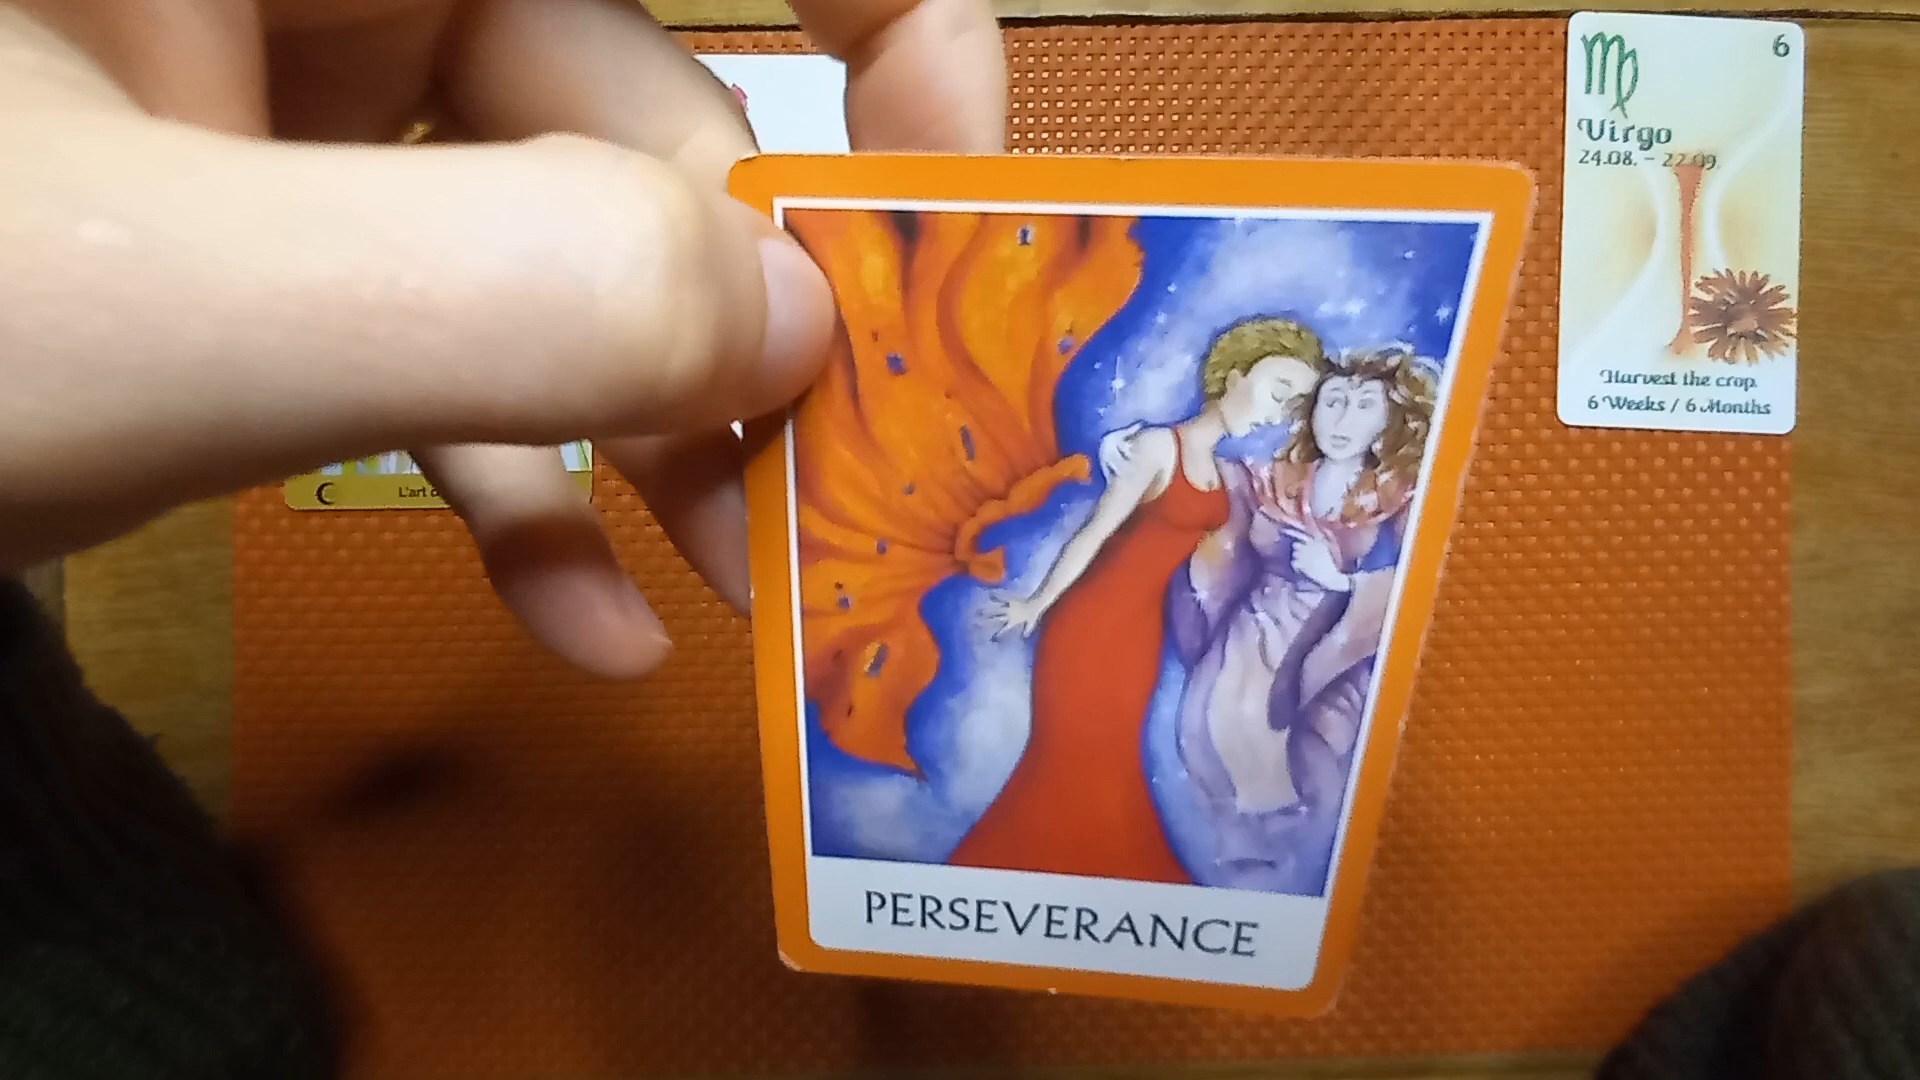 6
Virgo
24.08. - 22.09.
Harvest the crop.
6 Weeks / 6 Months
L'art
PERSEVERANCE